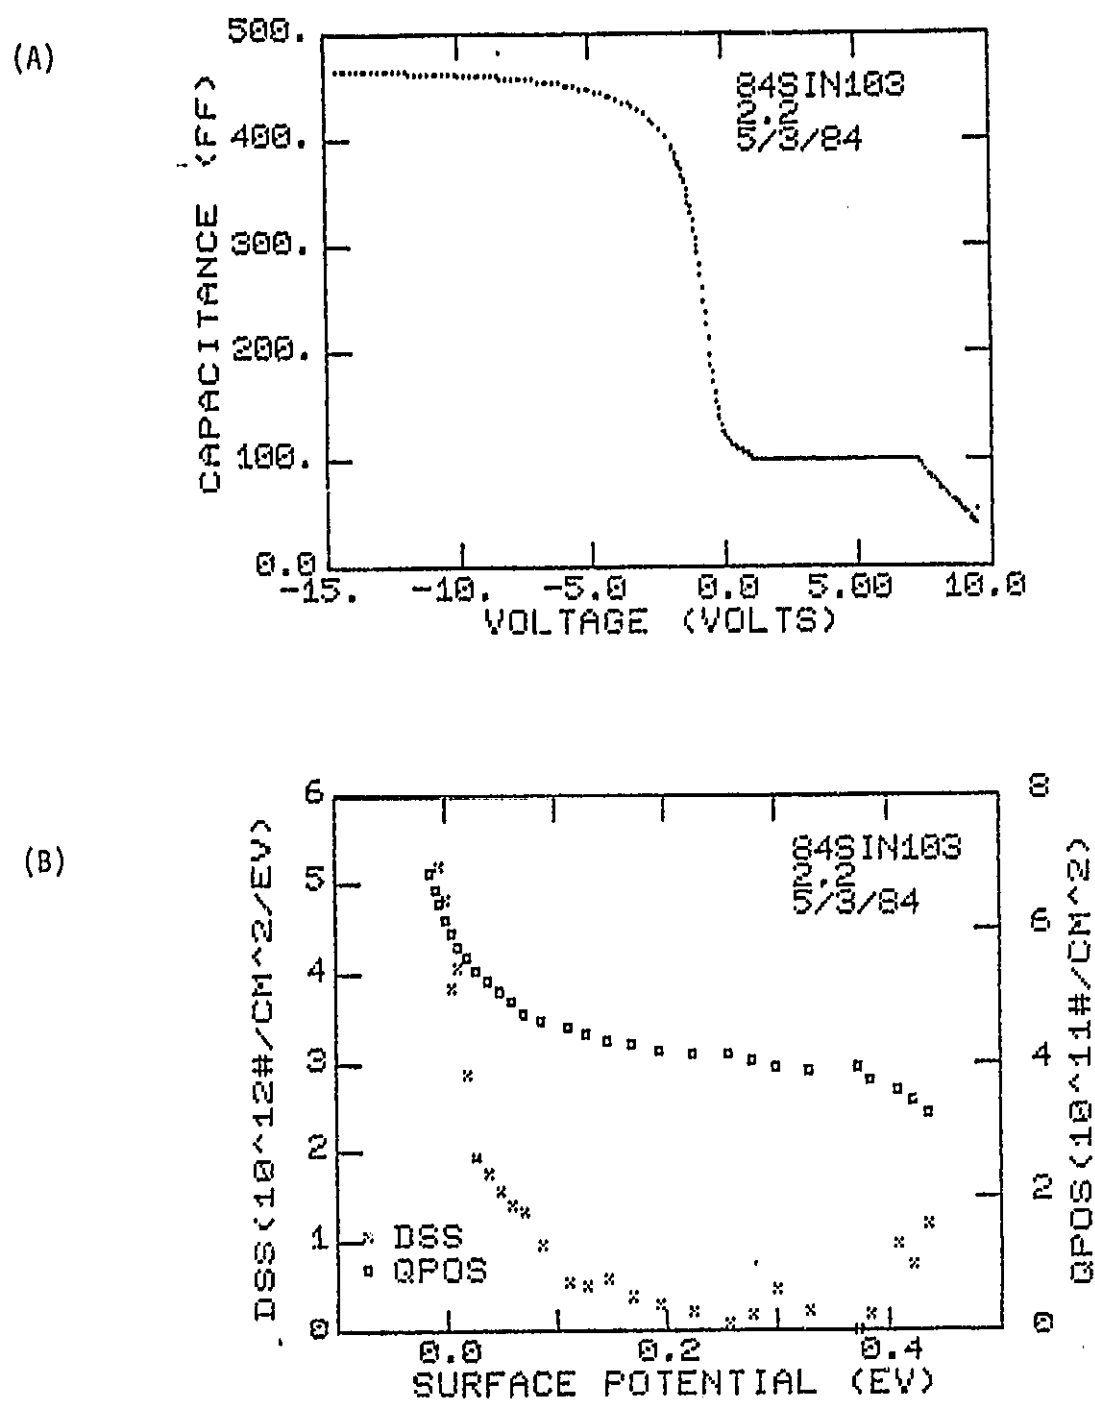 (A)
500.
400.
300.
200.
100.
0.0
CAPACITANCE (FF)
84SIN103
2.2
5/3/84
-15. -10. -5.0 0.0 5.00 10.0
VOLTAGE (VOLTS)
(B)
6
5
4
3
2
1
0
DSS(10^12#/CM^2/EV)
84SIN103
2.2
5/3/84
DSS
QPOS
8
6
4
2
0
QPOS(10^11#/CM^2)
0.0 0.2 0.4
SURFACE POTENTIAL (EV)